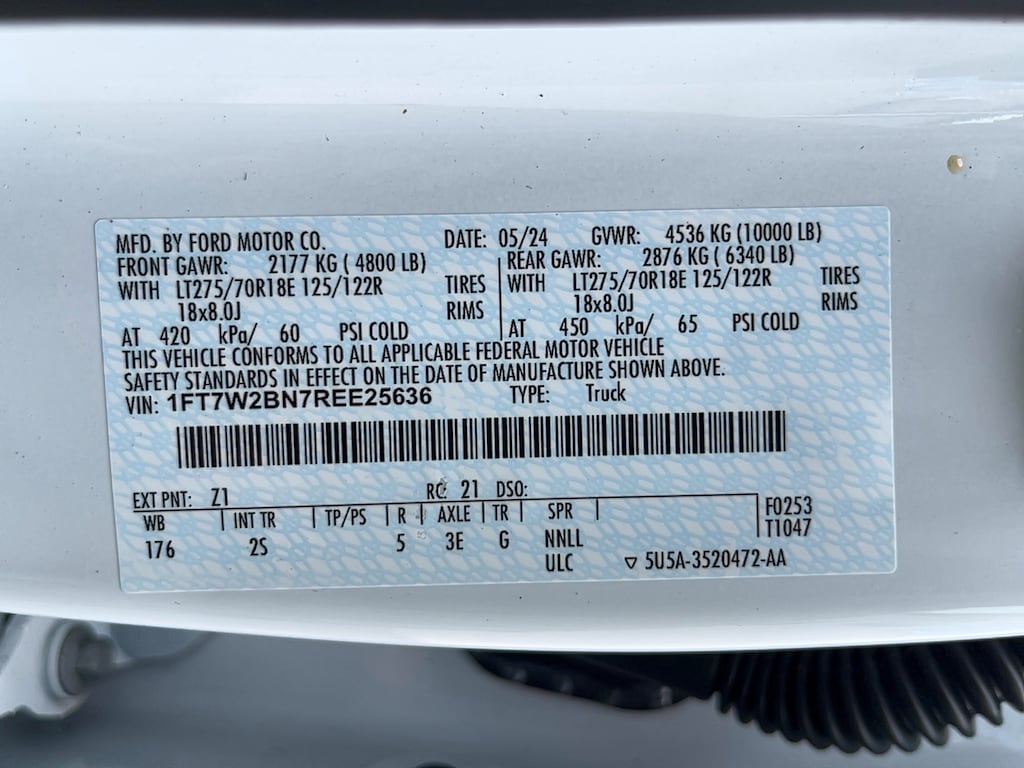 MFD. BY FORD MOTOR CO. DATE: 05/24 GVWR: 4536 KG (10000 LB)
FRONT GAWR: 2177 KG ( 4800 LB) REAR GAWR: 2876 KG ( 6340 LB)
WITH LT275/70R18E 125/122R TIRES WITH LT275/70R18E 125/122R TIRES
18x8.0J RIMS 18x8.0J RIMS
AT 420 kPa/ 60 PSI COLD AT 450 kPa/ 65 PSI COLD
THIS VEHICLE CONFORMS TO ALL APPLICABLE FEDERAL MOTOR VEHICLE
SAFETY STANDARDS IN EFFECT ON THE DATE OF MANUFACTURE SHOWN ABOVE.
VIN: 1FT7W2BN7REE25636 TYPE: Truck
EXT PNT: Z1 RC: 21 DSO:
WB INT TR TP/PS R AXLE TR SPR F0253
T1047
176 2S 5 3E G NNLL
ULC ▽ 5U5A-3520472-AA